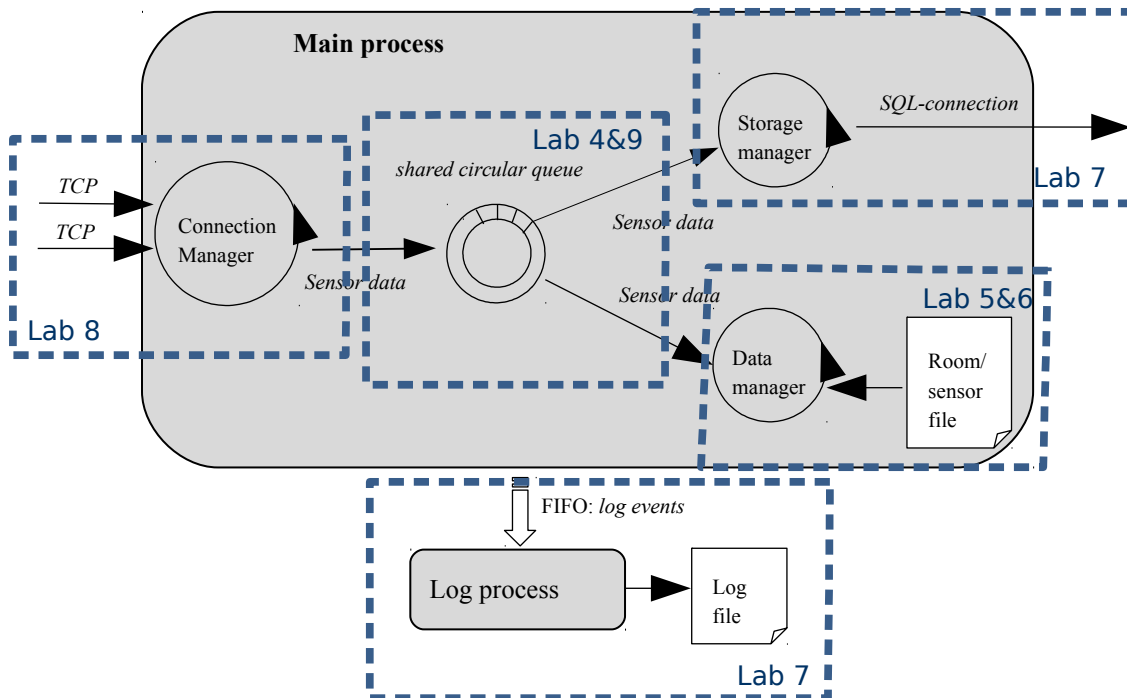 Main process
Lab 7
SQL-connection
Storage
manager
Lab 4&9
shared circular queue
TCP
TCP
Connection
Manager
Sensor data
Sensor data
Sensor data
Lab 8
Lab 5&6
Data
manager
Room/
sensor
file
FIFO: log events
Log process
Log
file
Lab 7